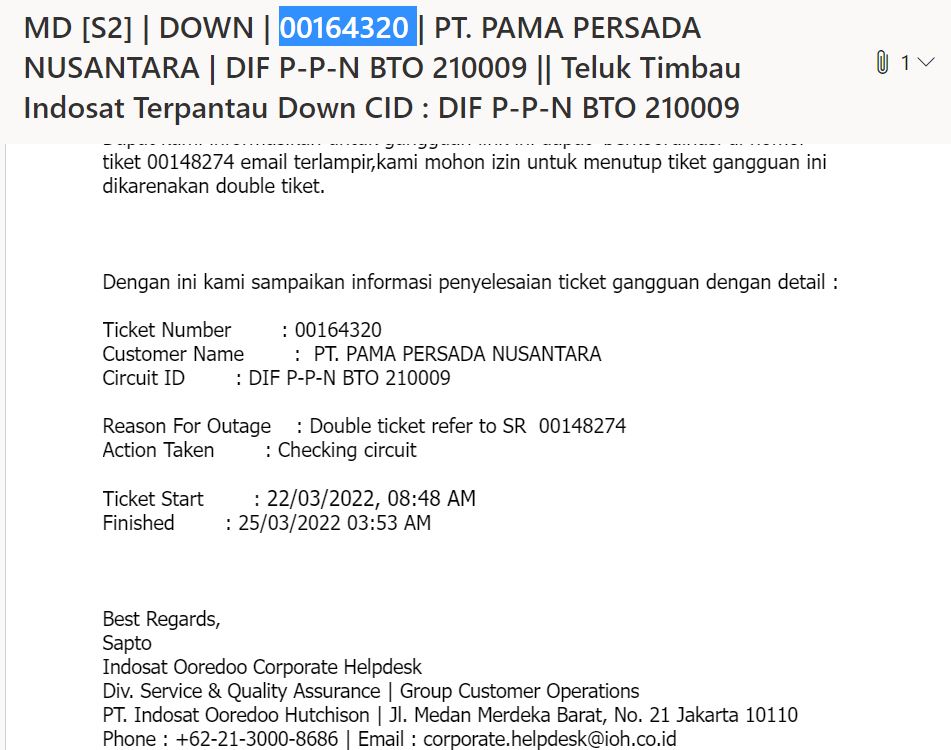 MD [S2] | DOWN | 00164320 | PT. PAMA PERSADA
NUSANTARA | DIF P-P-N BTO 210009 || Teluk Timbau
Indosat Terpantau Down CID : DIF P-P-N BTO 210009
1
tiket 00148274 email terlampir,kami mohon izin untuk menutup tiket gangguan ini
dikarenakan double tiket.
Dengan ini kami sampaikan informasi penyelesaian ticket gangguan dengan detail :
Ticket Number : 00164320
Customer Name : PT. PAMA PERSADA NUSANTARA
Circuit ID : DIF P-P-N BTO 210009
Reason For Outage : Double ticket refer to SR 00148274
Action Taken : Checking circuit
Ticket Start : 22/03/2022, 08:48 AM
Finished : 25/03/2022 03:53 AM
Best Regards,
Sapto
Indosat Ooredoo Corporate Helpdesk
Div. Service & Quality Assurance | Group Customer Operations
PT. Indosat Ooredoo Hutchison | Jl. Medan Merdeka Barat, No. 21 Jakarta 10110
Phone : +62-21-3000-8686 | Email : corporate.helpdesk@ioh.co.id